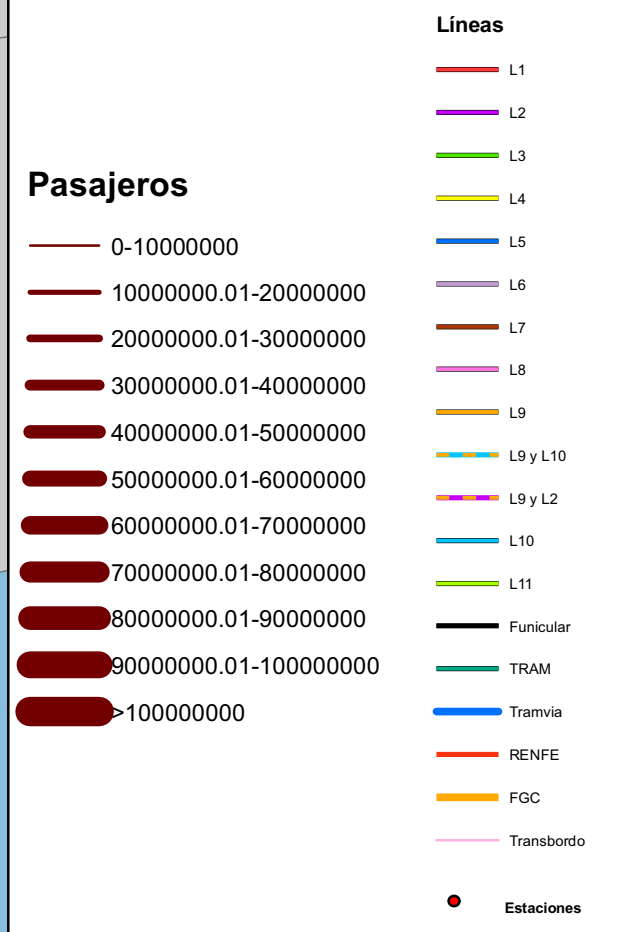 Pasajeros
0-10000000
10000000.01-20000000
20000000.01-30000000
30000000.01-40000000
40000000.01-50000000
50000000.01-60000000
60000000.01-70000000
70000000.01-80000000
80000000.01-90000000
90000000.01-100000000
>100000000
Líneas
L1
L2
L3
L4
L5
L6
L7
L8
L9
L9 y L10
L9 y L2
L10
L11
Funicular
TRAM
Tramvia
RENFE
FGC
Transbordo
Estaciones